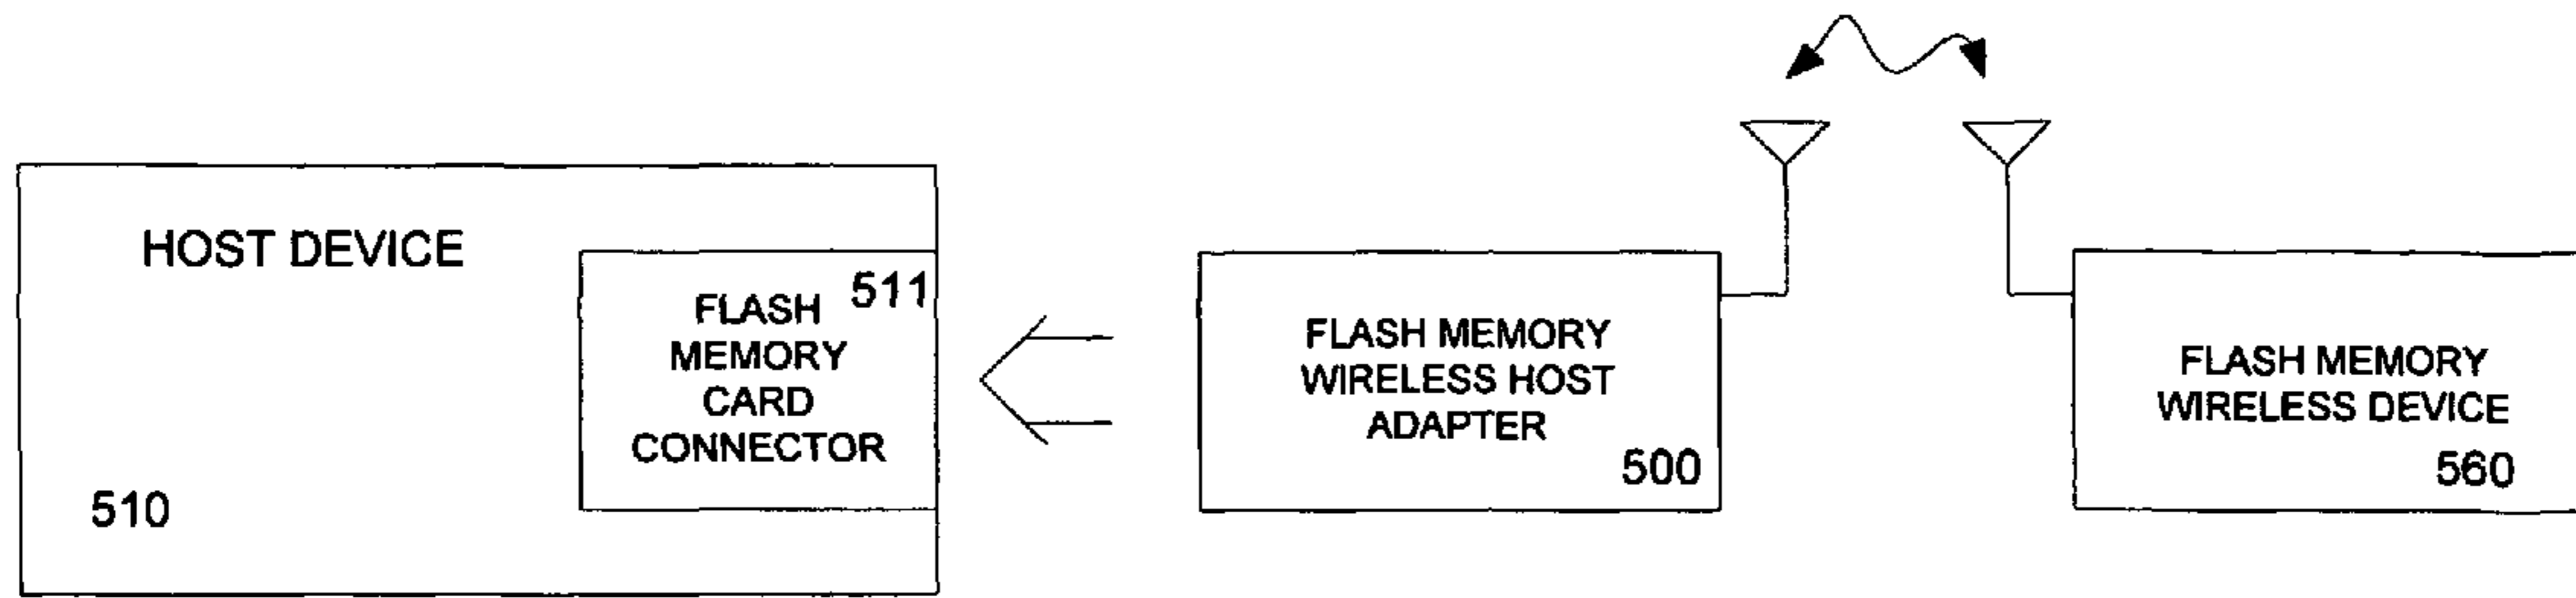 HOST DEVICE
510
511
FLASH
MEMORY
CARD
CONNECTOR
FLASH MEMORY
WIRELESS HOST
ADAPTER
500
FLASH MEMORY
WIRELESS DEVICE
560